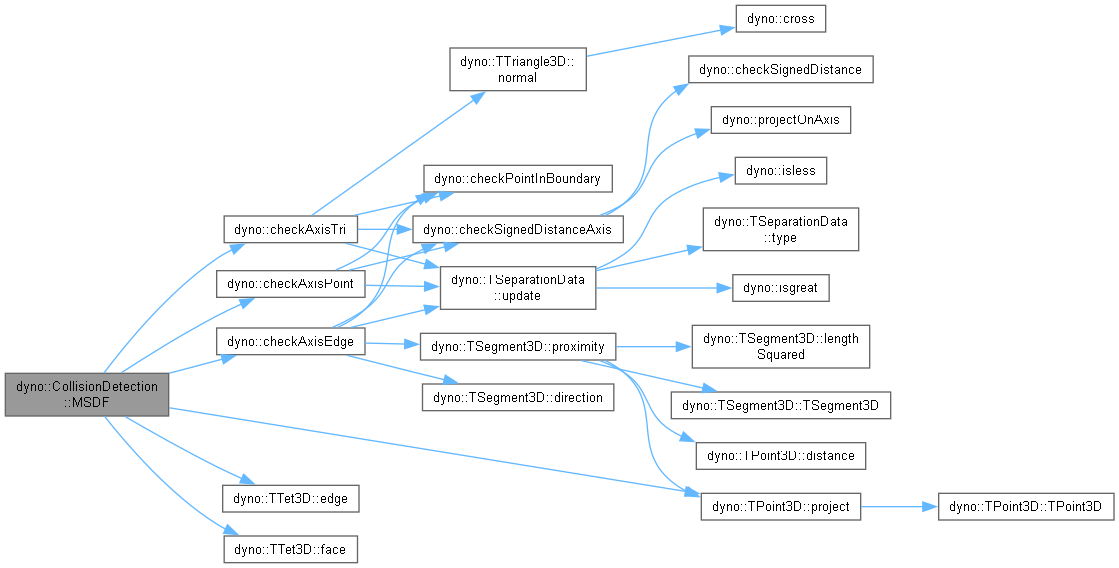 dyno::cross
dyno::TTriangle3D::
normal
dyno::checkSignedDistance
dyno::projectOnAxis
dyno::isless
dyno::checkPointInBoundary
dyno::checkAxisTri
dyno::checkSignedDistanceAxis
dyno::TSeparationData
::type
dyno::checkAxisPoint
dyno::TSeparationData
::update
dyno::isgreat
dyno::checkAxisEdge
dyno::TSegment3D::proximity
dyno::TSegment3D::length
Squared
dyno::CollisionDetection
::MSDF
dyno::TSegment3D::direction
dyno::TSegment3D::TSegment3D
dyno::TPoint3D::distance
dyno::TTet3D::edge
dyno::TPoint3D::project
dyno::TPoint3D::TPoint3D
dyno::TTet3D::face